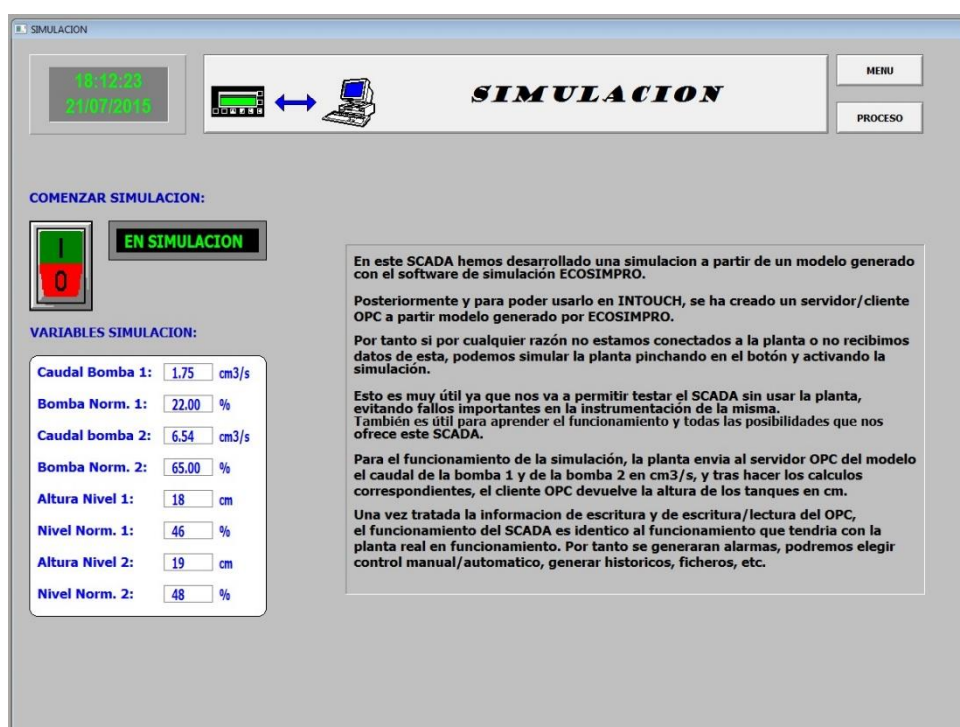 SIMULACION
18:12:23
21/07/2015
SIMULACION
MENU
PROCESO
COMENZAR SIMULACION:
I
0
EN SIMULACION
VARIABLES SIMULACION:
Caudal Bomba 1: 1.75 cm3/s
Bomba Norm. 1: 22.00 %
Caudal bomba 2: 6.54 cm3/s
Bomba Norm. 2: 65.00 %
Altura Nivel 1: 18 cm
Nivel Norm. 1: 46 %
Altura Nivel 2: 19 cm
Nivel Norm. 2: 48 %
En este SCADA hemos desarrollado una simulacion a partir de un modelo generado
con el software de simulación ECOSIMPRO.
Posteriormente y para poder usarlo en INTOUCH, se ha creado un servidor/cliente
OPC a partir modelo generado por ECOSIMPRO.
Por tanto si por cualquier razón no estamos conectados a la planta o no recibimos
datos de esta, podemos simular la planta pinchando en el botón y activando la
simulación.
Esto es muy útil ya que nos va a permitir testar el SCADA sin usar la planta,
evitando fallos importantes en la instrumentación de la misma.
También es útil para aprender el funcionamiento y todas las posibilidades que nos
ofrece este SCADA.
Para el funcionamiento de la simulación, la planta envia al servidor OPC del modelo
el caudal de la bomba 1 y de la bomba 2 en cm3/s, y tras hacer los calculos
correspondientes, el cliente OPC devuelve la altura de los tanques en cm.
Una vez tratada la informacion de escritura y de escritura/lectura del OPC,
el funcionamiento del SCADA es identico al funcionamiento que tendria con la
planta real en funcionamiento. Por tanto se generaran alarmas, podremos elegir
control manual/automatico, generar historicos, ficheros, etc.